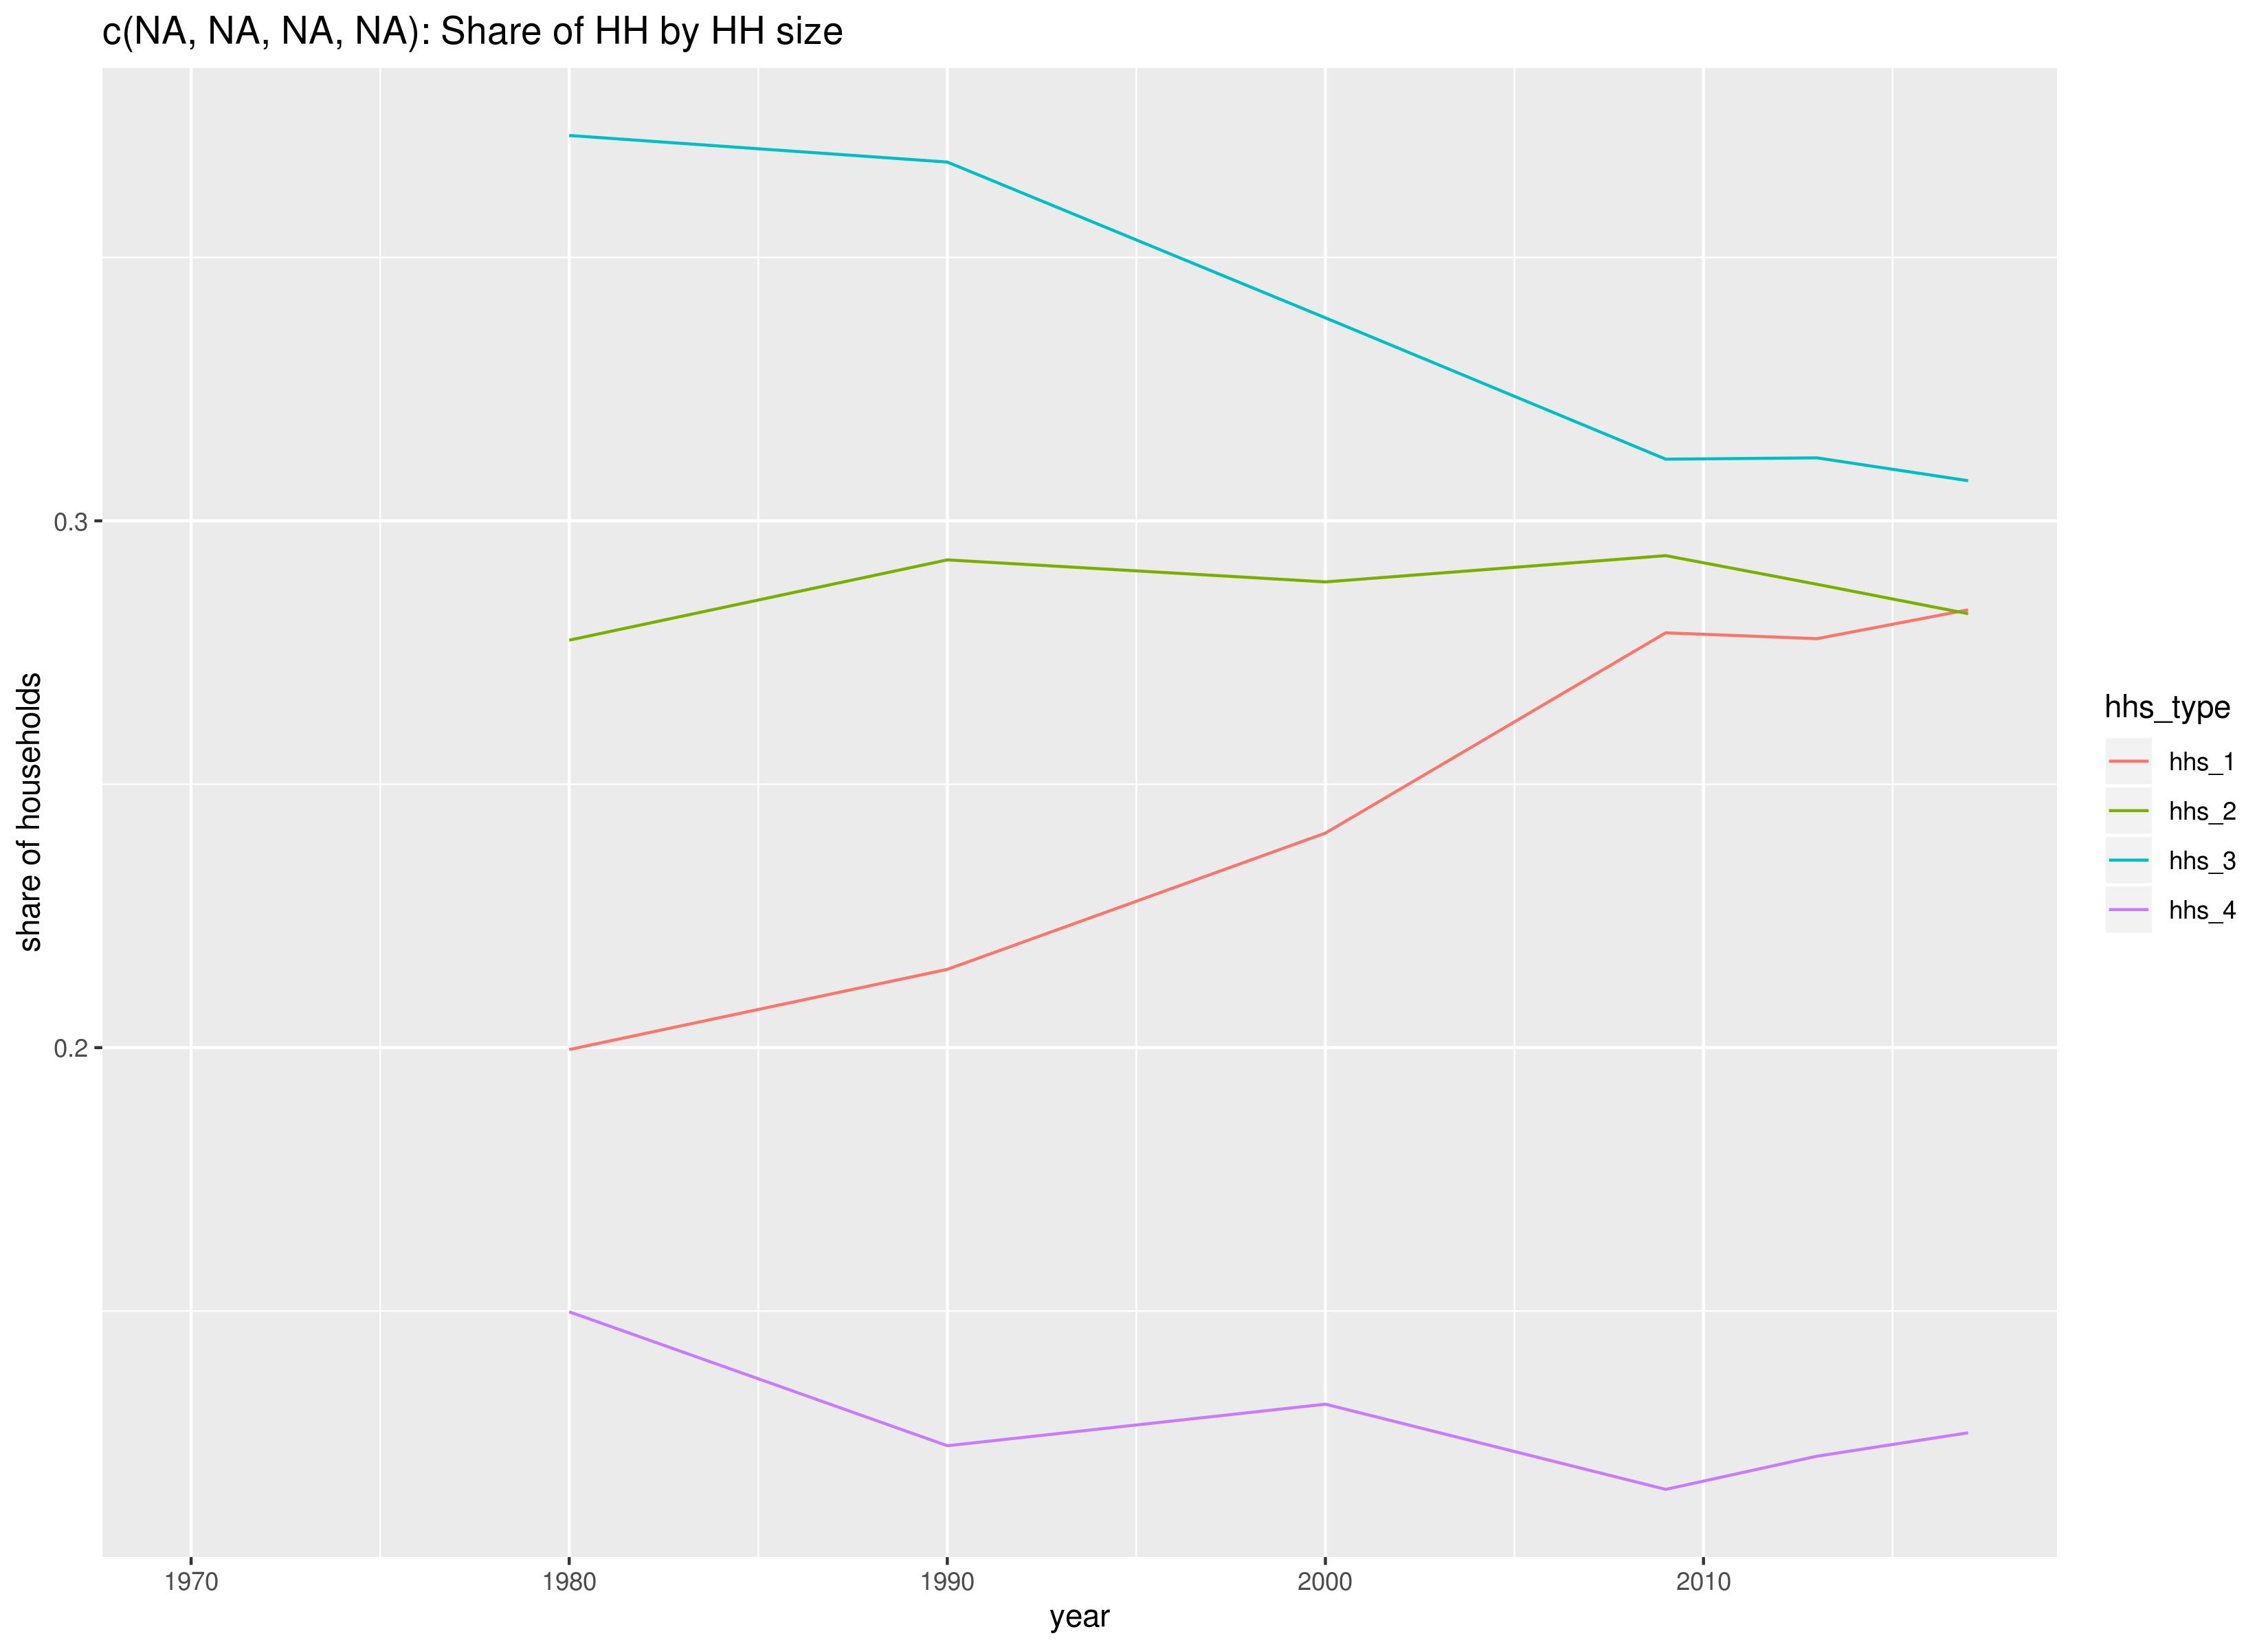 c(NA, NA, NA, NA): Share of HH by HH size
share of households
0.3
0.2
1970
1980
1990
2000
2010
year
hhs_type
hhs_1
hhs_2
hhs_3
hhs_4